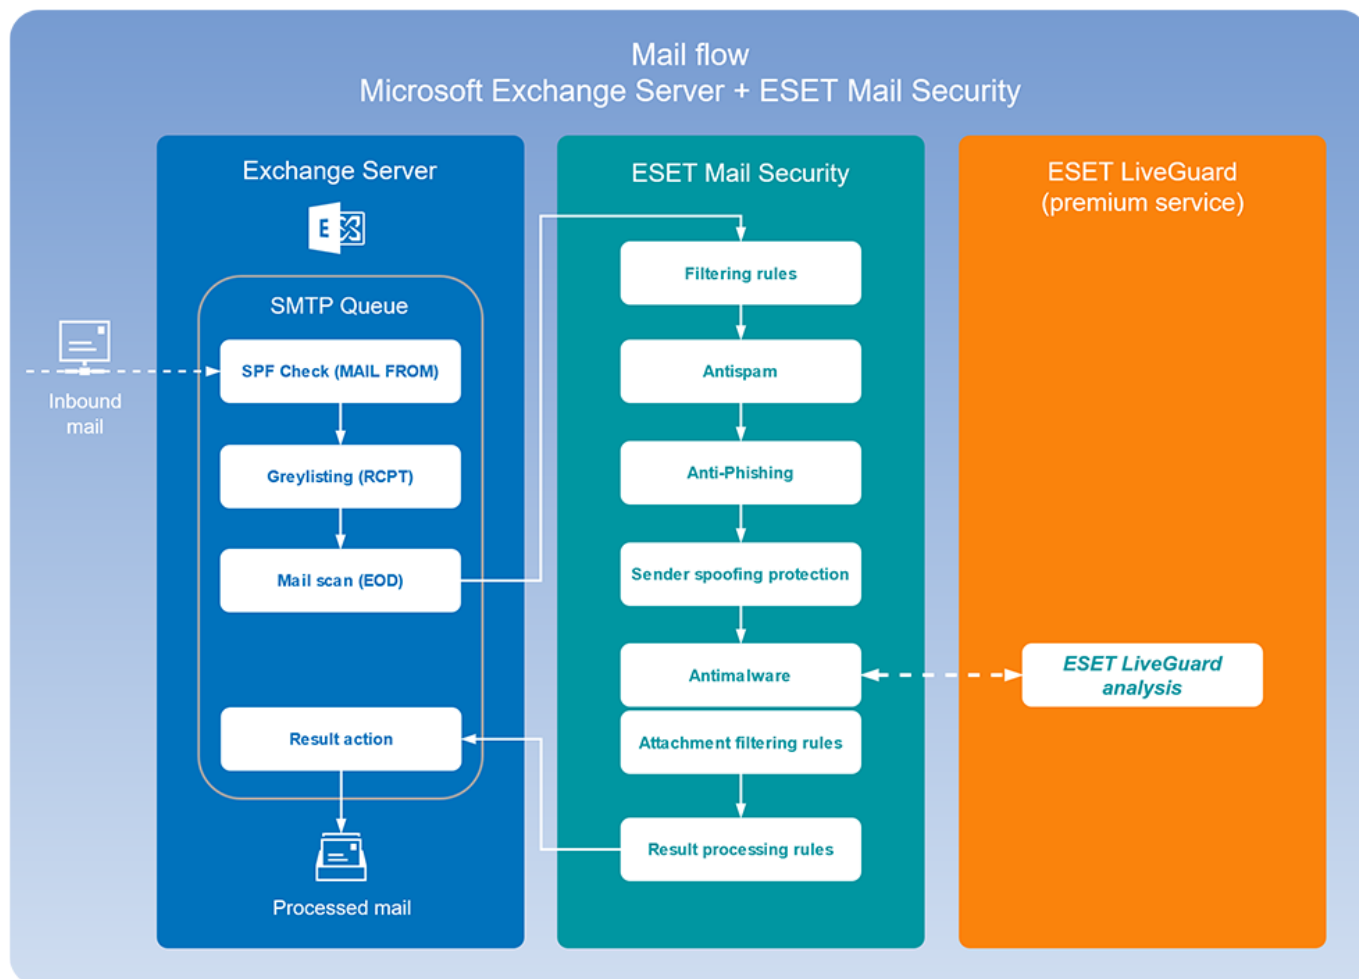 Mail flow
Microsoft Exchange Server + ESET Mail Security
Exchange Server
E
SMTP Queue
Inbound
mail
SPF Check (MAIL FROM)
Greylisting (RCPT)
Mail scan (EOD)
Result action
Processed mail
ESET Mail Security
Filtering rules
Antispam
Anti-Phishing
Sender spoofing protection
Antimalware
Attachment filtering rules
Result processing rules
ESET LiveGuard
(premium service)
ESET LiveGuard
analysis